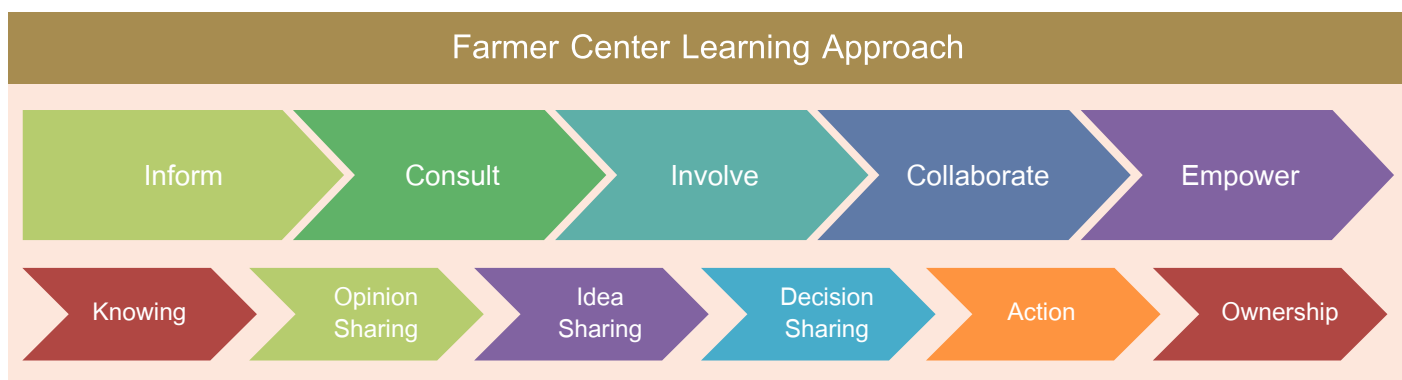 Farmer Center Learning Approach
Inform
Consult
Involve
Collaborate
Empower
Knowing
Opinion
Sharing
Idea
Sharing
Decision
Sharing
Action
Ownership